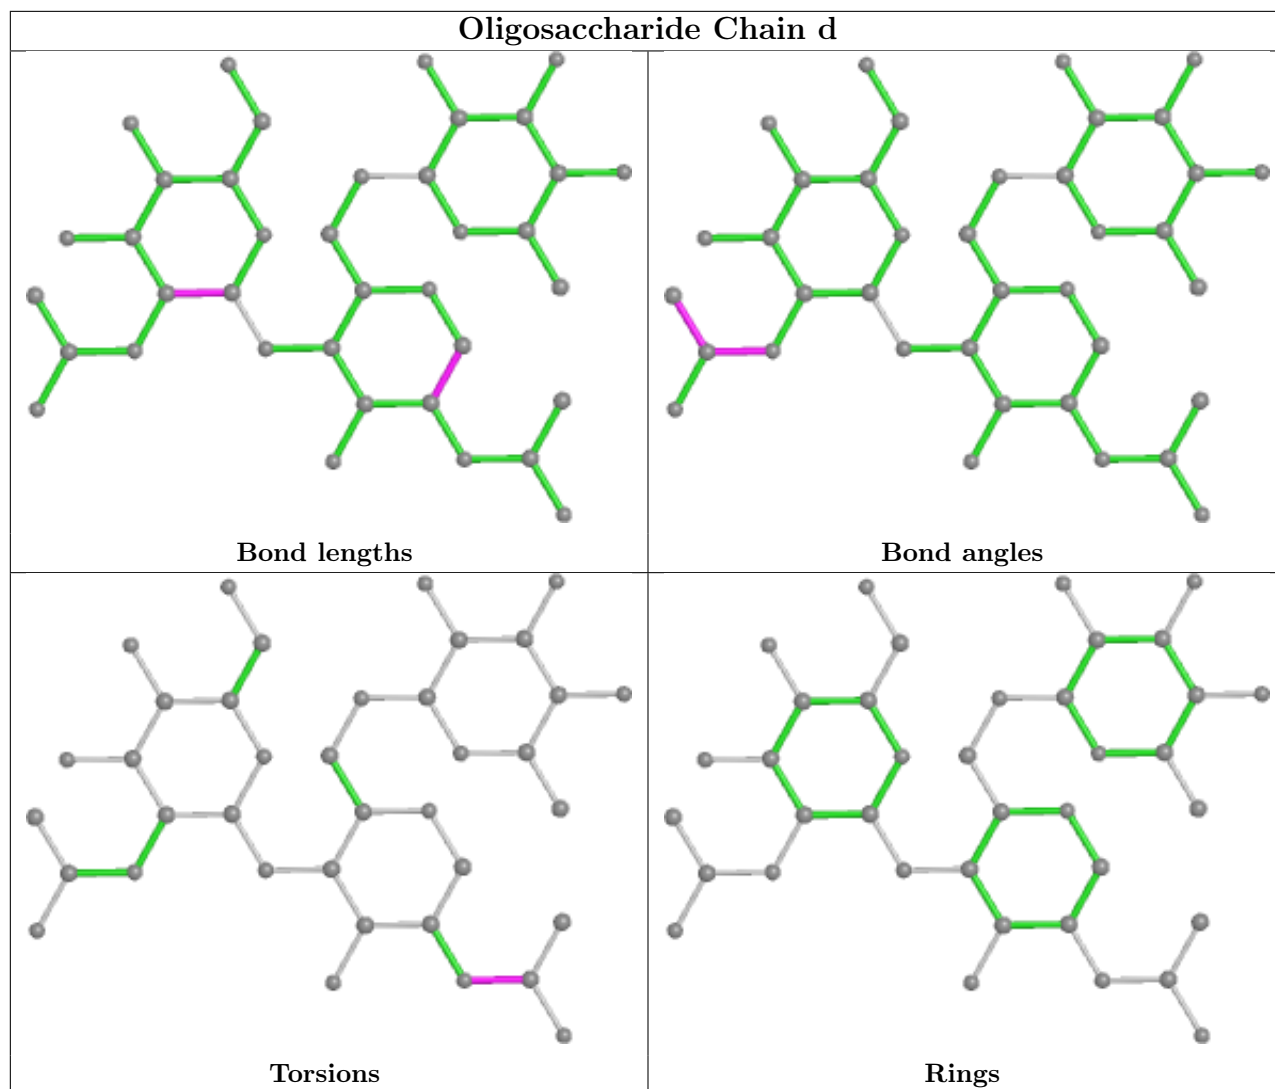 Oligosaccharide Chain d
Bond lengths
Bond angles
Torsions
Rings